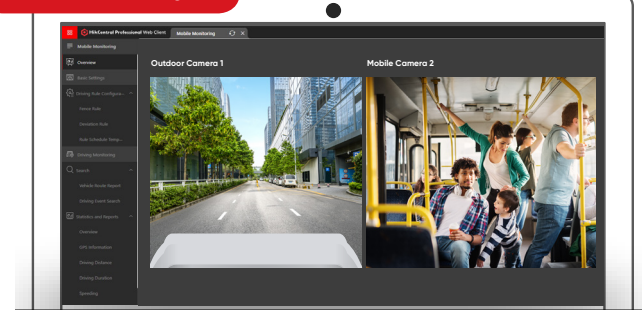 HikCentral Professional Web Client
Mobile Monitoring
Mobile Monitoring
Overview
Basic Settings
Driving Rule Configura...
Fence Rule
Deviation Rule
Rule Schedule Temp...
Driving Monitoring
Search
Vehicle Route Report
Driving Event Search
Statistics and Reports
Overview
GPS Information
Driving Distance
Driving Duration
Speeding
Outdoor Camera 1
Mobile Camera 2